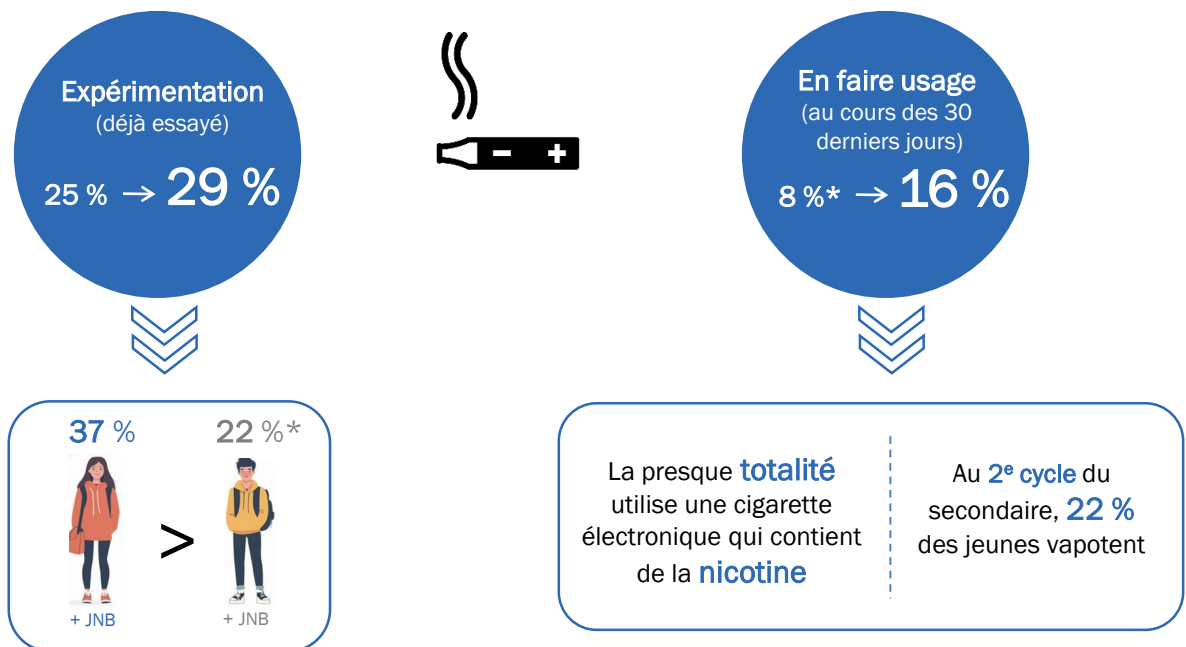 Expérimentation
(déjà essayé)
25 % → 29 %
En faire usage
(au cours des 30
derniers jours)
8 %* → 16 %
37 %
22 %*
>
+ JNB
+ JNB
La presque totalité
utilise une cigarette
électronique qui contient
de la nicotine
Au 2ᵉ cycle du
secondaire, 22 %
des jeunes vapotent